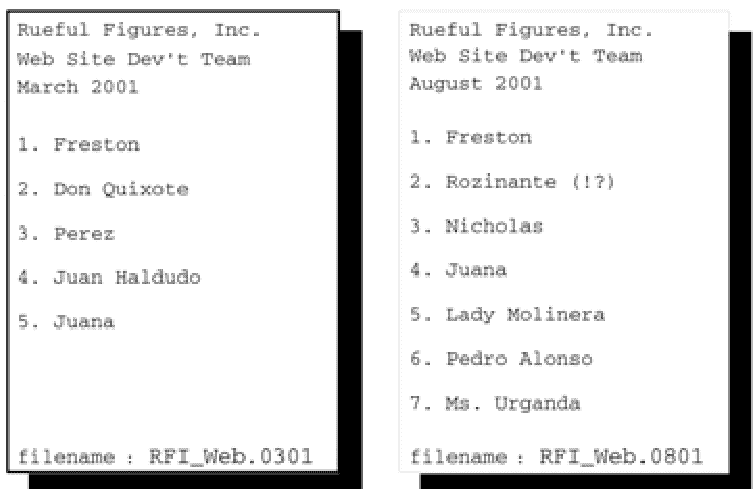 Rueful Figures, Inc.
Web Site Dev't Team
March 2001
1. Freston
2. Don Quixote
3. Perez
4. Juan Haldudo
5. Juana
filename : RFI_Web.0301
Rueful Figures, Inc.
Web Site Dev't Team
August 2001
1. Freston
2. Rozinante (!?)
3. Nicholas
4. Juana
5. Lady Molinera
6. Pedro Alonso
7. Ms. Urganda
filename : RFI_Web.0801